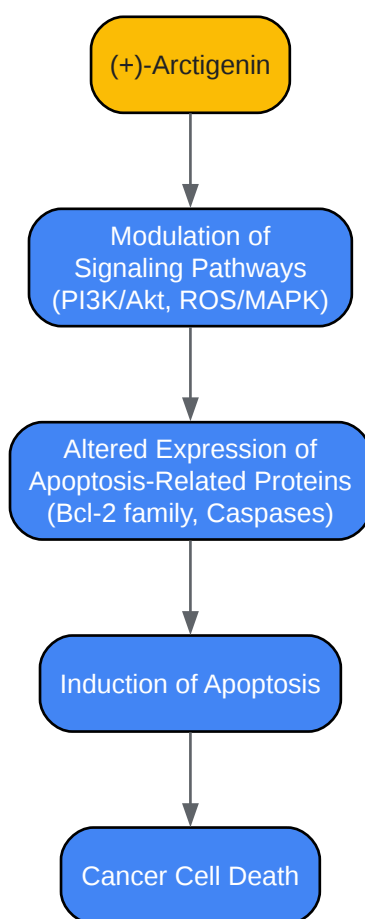 (+)-Arctigenin
Modulation of
Signaling Pathways
(PI3K/Akt, ROS/MAPK)
Altered Expression of
Apoptosis-Related Proteins
(Bcl-2 family, Caspases)
Induction of Apoptosis
Cancer Cell Death